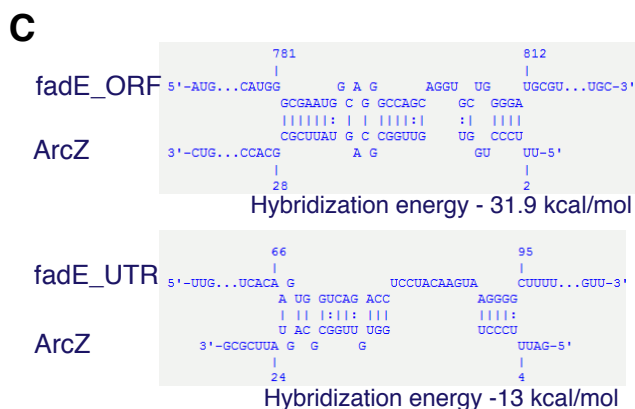 C
781 812
| |
fadE_ORF 5'-AUG...CAUGG G A G AGGU UG UGCGU...UGC-3'
GCGAAUG C G GCCAGC GC GGGA
||||||: | | ||||:| :| ||||
CGCUUAU G C CGGUUG UG CCCU
ArcZ 3'-CUG...CCACG A G GU UU-5'
| |
28 2
Hybridization energy - 31.9 kcal/mol
66 95
| |
fadE_UTR 5'-UUG...UCACA G UCCUACAAGUA CUUUU...GUU-3'
A UG GUCAG ACC AGGGG
| || |:||: ||| ||||:
U AC CGGUU UGG UCCCU
ArcZ 3'-GCGCUUA G G G UUAG-5'
| |
24 4
Hybridization energy -13 kcal/mol